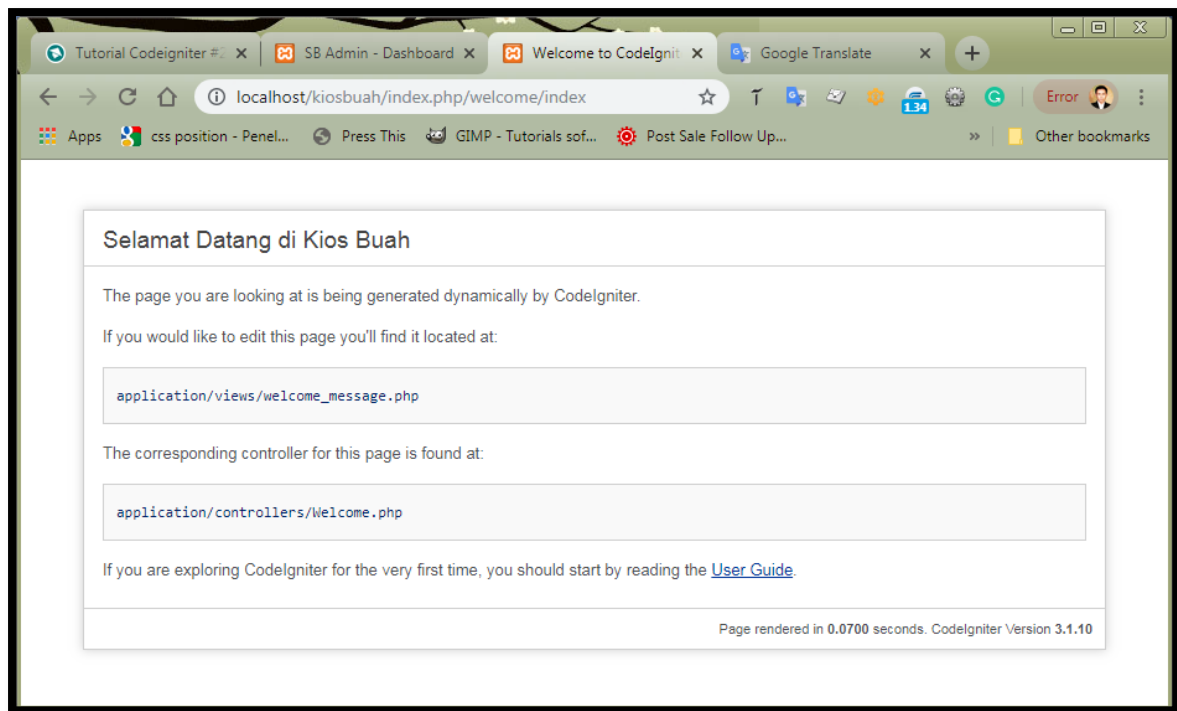 Tutorial Codeigniter #2
SB Admin - Dashboard
Welcome to CodeIgnit
Google Translate
localhost/kiosbuah/index.php/welcome/index
1.34
Error
Apps
css position - Penel...
Press This
GIMP - Tutorials sof...
Post Sale Follow Up...
»
Other bookmarks
Selamat Datang di Kios Buah
The page you are looking at is being generated dynamically by CodeIgniter.
If you would like to edit this page you'll find it located at:
application/views/welcome_message.php
The corresponding controller for this page is found at:
application/controllers/Welcome.php
If you are exploring CodeIgniter for the very first time, you should start by reading the User Guide.
Page rendered in 0.0700 seconds. CodeIgniter Version 3.1.10